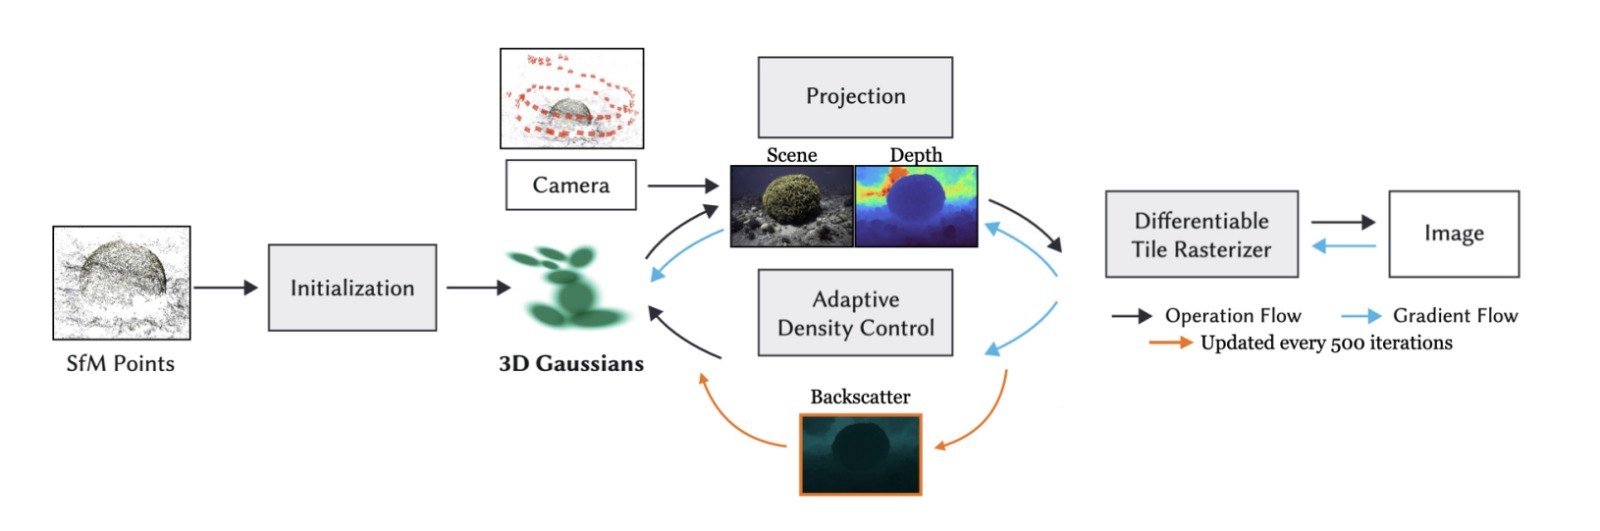 Projection
Scene
Depth
Camera
Differentiable
Tile Rasterizer
Image
Initialization
Adaptive
Density Control
Operation Flow
Gradient Flow
Updated every 500 iterations
SfM Points
3D Gaussians
Backscatter